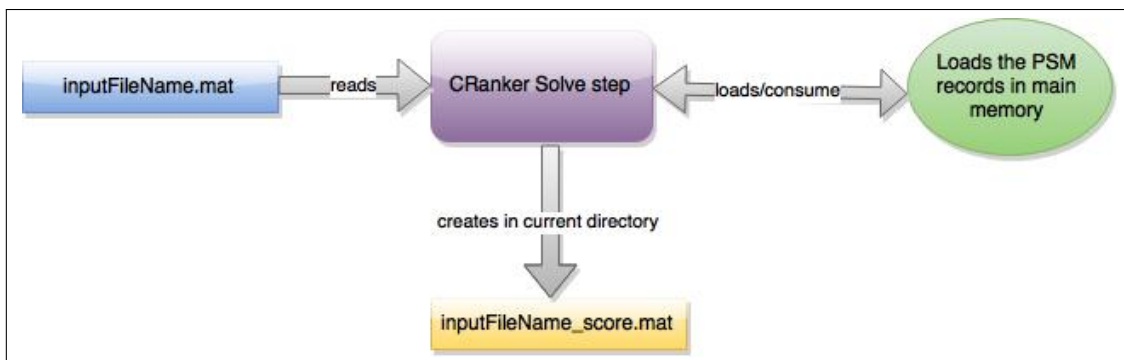 inputFileName.mat
reads
CRanker Solve step
loads/consume
Loads the PSM
records in main
memory
creates in current directory
inputFileName_score.mat